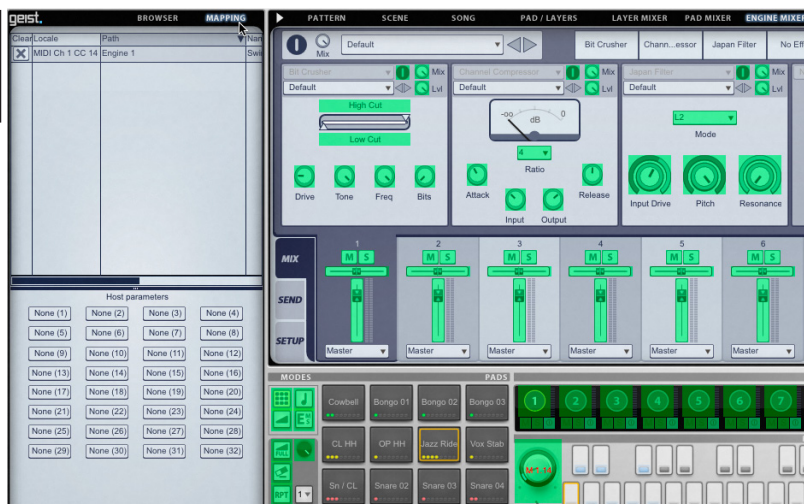 geist. BROWSER MAPPING
Clear Locale Path Nan
MIDI Ch 1 CC 14 Engine 1 Swi
Host parameters
None (1) None (2) None (3) None (4)
None (5) None (6) None (7) None (8)
None (9) None (10) None (11) None (12)
None (13) None (14) None (15) None (16)
None (17) None (18) None (19) None (20)
None (21) None (22) None (23) None (24)
None (25) None (26) None (27) None (28)
None (29) None (30) None (31) None (32)
PATTERN SCENE SONG PAD / LAYERS LAYER MIXER PAD MIXER ENGINE MIXER
Mix Default Bit Crusher Chann...essor Japan Filter No Eff
Bit Crusher Mix Channel Compressor Mix Japan Filter Mix
Default Lvl Default Lvl Default Lvl
High Cut
Low Cut
Drive Tone Freq Bits
-oo dB 0
4
Ratio
Attack Release
Input Output
L2
Mode
Input Drive Pitch Resonance
MIX
SEND
SETUP
1 2 3 4 5 6
M S M S M S M S M S M S
Master Master Master Master Master Master
MODES PADS
FULL
RPT 1
Cowbell Bongo 01 Bongo 02 Bongo 03
CL HH OP HH Jazz Ride Vox Stab
Sn / CL Snare 02 Snare 03 Snare 04
1 2 3 4 5 6 7